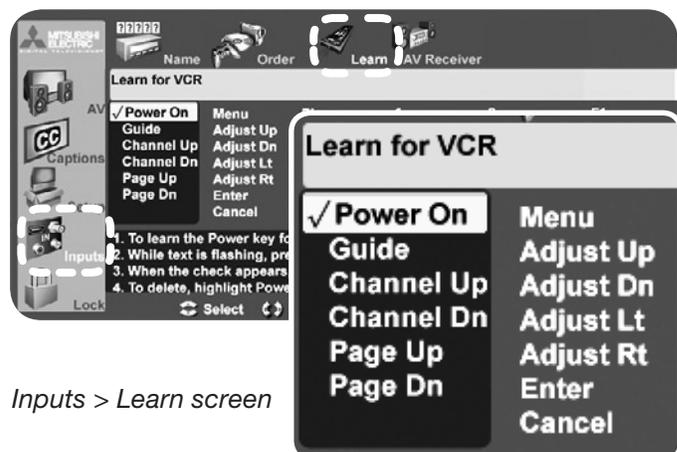 MITSUBISHI
ELECTRIC
?????
Name Order Learn AV Receiver
Learn for VCR
AV
Captions
Inputs
Lock
√ Power On Menu
Guide Adjust Up
Channel Up Adjust Dn
Channel Dn Adjust Lt
Page Up Adjust Rt
Page Dn Enter
Cancel
1. To learn the Power key fo
2. While text is flashing, pre
3. When the check appears
4. To delete, highlight Powe
Select
Learn for VCR
√ Power On Menu
Guide Adjust Up
Channel Up Adjust Dn
Channel Dn Adjust Lt
Page Up Adjust Rt
Page Dn Enter
Cancel
CC
IN
Inputs > Learn screen